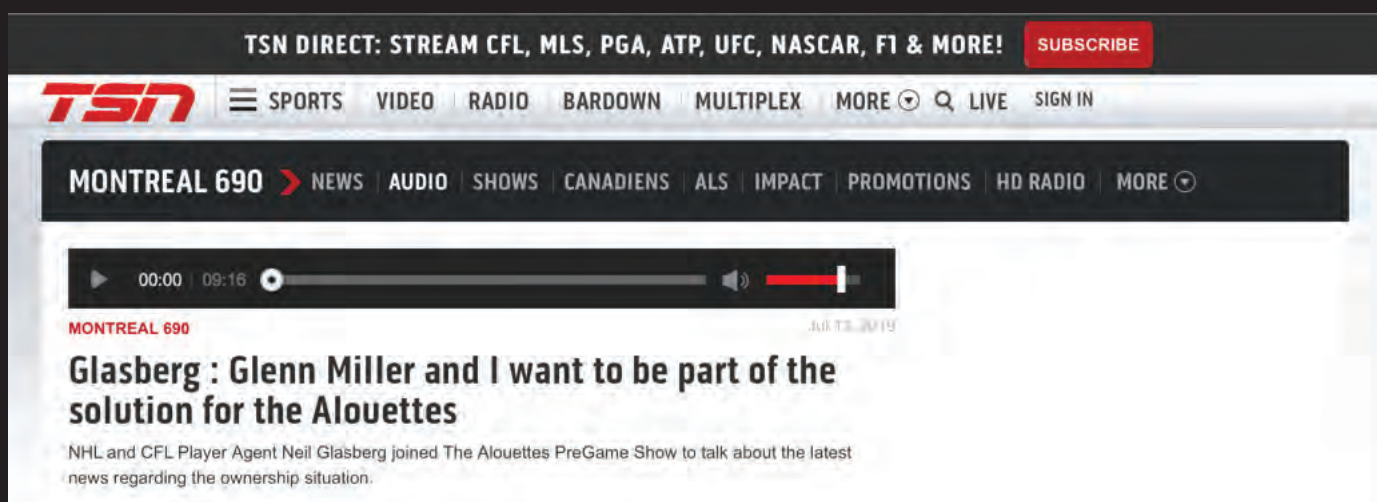 TSN DIRECT: STREAM CFL, MLS, PGA, ATP, UFC, NASCAR, F1 & MORE! SUBSCRIBE
TSN SPORTS VIDEO RADIO BARDOWN MULTIPLEX MORE LIVE SIGN IN
MONTREAL 690 NEWS AUDIO SHOWS CANADIENS ALS IMPACT PROMOTIONS HD RADIO MORE
00:00 09:16
MONTREAL 690 Jul 13, 2019
Glasberg : Glenn Miller and I want to be part of the
solution for the Alouettes
NHL and CFL Player Agent Neil Glasberg joined The Alouettes PreGame Show to talk about the latest
news regarding the ownership situation.